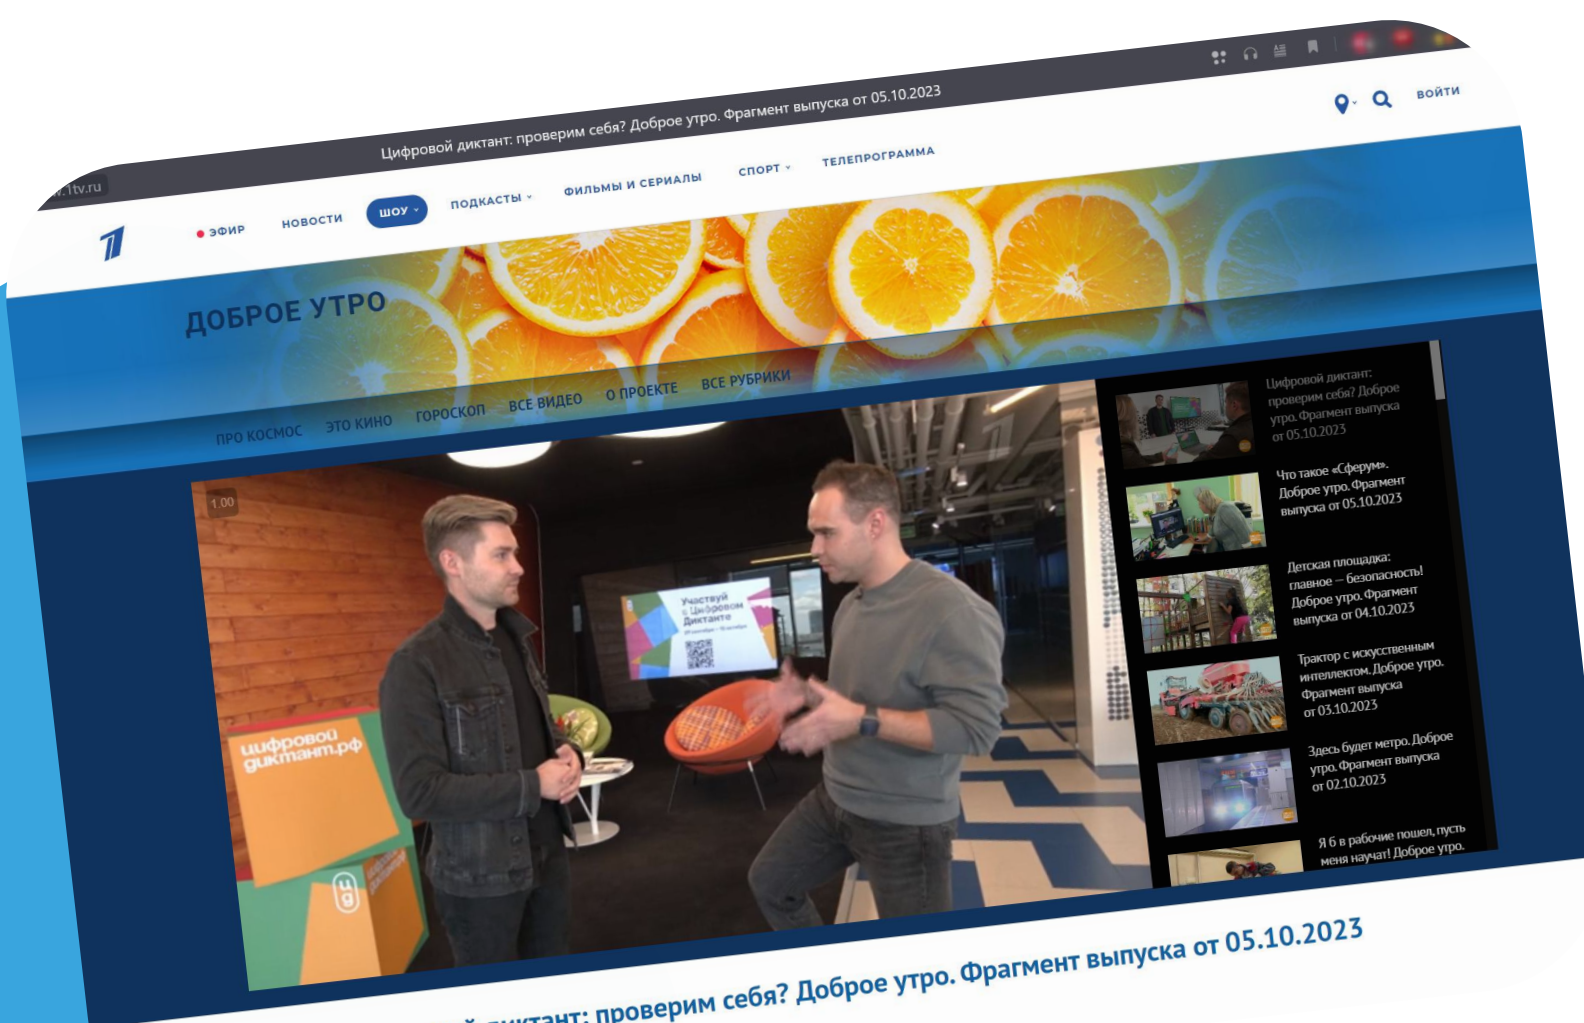 Цифровой диктант: проверим себя? Доброе утро. Фрагмент выпуска от 05.10.2023
1tv.ru
ЭФИР
НОВОСТИ
ШОУ
ПОДКАСТЫ
ФИЛЬМЫ И СЕРИАЛЫ
СПОРТ
ТЕЛЕПРОГРАММА
ВОЙТИ
ДОБРОЕ УТРО
ПРО КОСМОС
ЭТО КИНО
ГОРОСКОП
ВСЕ ВИДЕО
О ПРОЕКТЕ
ВСЕ РУБРИКИ
1.00
Участвуй
в Цифровом
Диктанте
цифровой
диктант.рф
цд
Цифровой диктант:
проверим себя? Доброе
утро. Фрагмент выпуска
от 05.10.2023
Что такое «Сферум».
Доброе утро. Фрагмент
выпуска от 05.10.2023
Детская площадка:
главное — безопасность!
Доброе утро. Фрагмент
выпуска от 04.10.2023
Трактор с искусственным
интеллектом. Доброе утро.
Фрагмент выпуска
от 03.10.2023
Здесь будет метро. Доброе
утро. Фрагмент выпуска
от 02.10.2023
Я б в рабочие пошел, пусть
меня научат! Доброе утро.
диктант: проверим себя? Доброе утро. Фрагмент выпуска от 05.10.2023